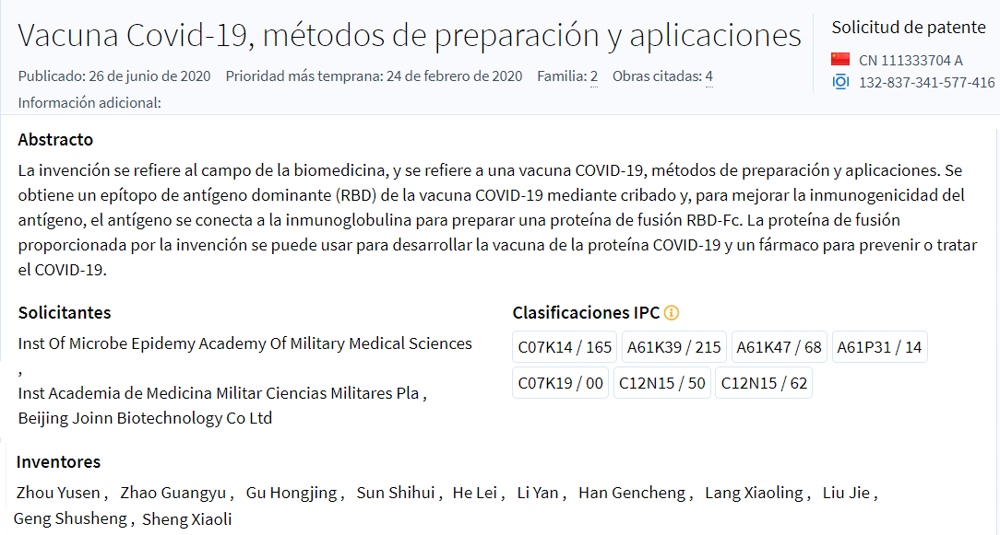 Vacuna Covid-19, métodos de preparación y aplicaciones
Publicado: 26 de junio de 2020 Prioridad más temprana: 24 de febrero de 2020 Familia: 2 Obras citadas: 4
Información adicional:
Solicitud de patente
CN 111333704 A
132-837-341-577-416
Abstracto
La invención se refiere al campo de la biomedicina, y se refiere a una vacuna COVID-19, métodos de preparación y aplicaciones. Se
obtiene un epítopo de antígeno dominante (RBD) de la vacuna COVID-19 mediante cribado y, para mejorar la inmunogenicidad del
antígeno, el antígeno se conecta a la inmunoglobulina para preparar una proteína de fusión RBD-Fc. La proteína de fusión
proporcionada por la invención se puede usar para desarrollar la vacuna de la proteína COVID-19 y un fármaco para prevenir o tratar
el COVID-19.
Solicitantes
Inst Of Microbe Epidemy Academy Of Military Medical Sciences
,
Inst Academia de Medicina Militar Ciencias Militares Pla ,
Beijing Joinn Biotechnology Co Ltd
Clasificaciones IPC
C07K14 / 165 A61K39 / 215 A61K47 / 68 A61P31 / 14
C07K19 / 00 C12N15 / 50 C12N15 / 62
Inventores
Zhou Yusen , Zhao Guangyu , Gu Hongjing , Sun Shihui , He Lei , Li Yan , Han Gencheng , Lang Xiaoling , Liu Jie ,
Geng Shusheng , Sheng Xiaoli